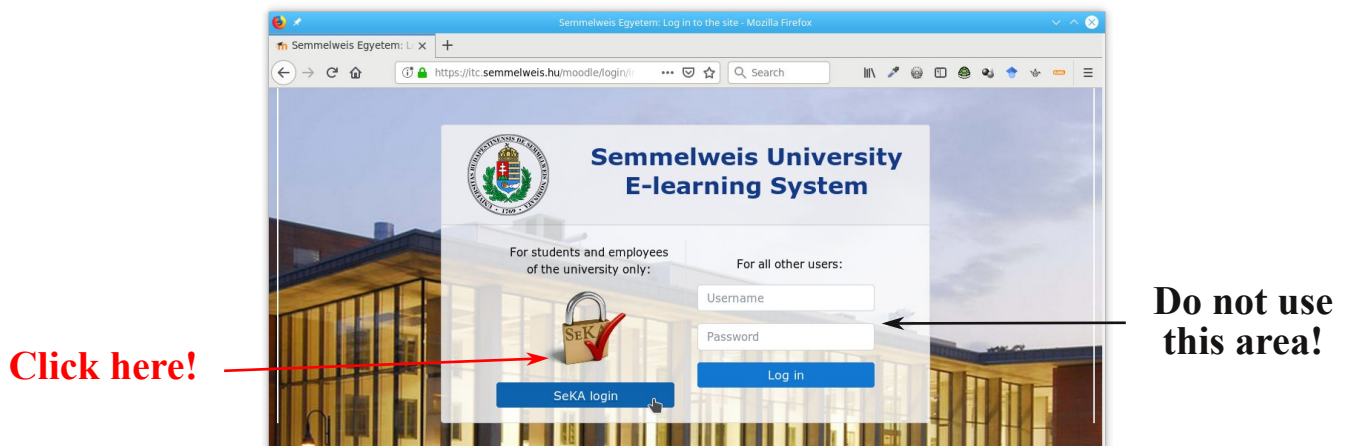 Semmelweis Egyetem: Log in to the site - Mozilla Firefox
Semmelweis Egyetem: L
https://itc.semmelweis.hu/moodle/login/i
Search
Semmelweis University
E-learning System
1769
For students and employees
of the university only:
For all other users:
Username
SeKA
Password
Log in
SeKA login
Click here!
Do not use
this area!